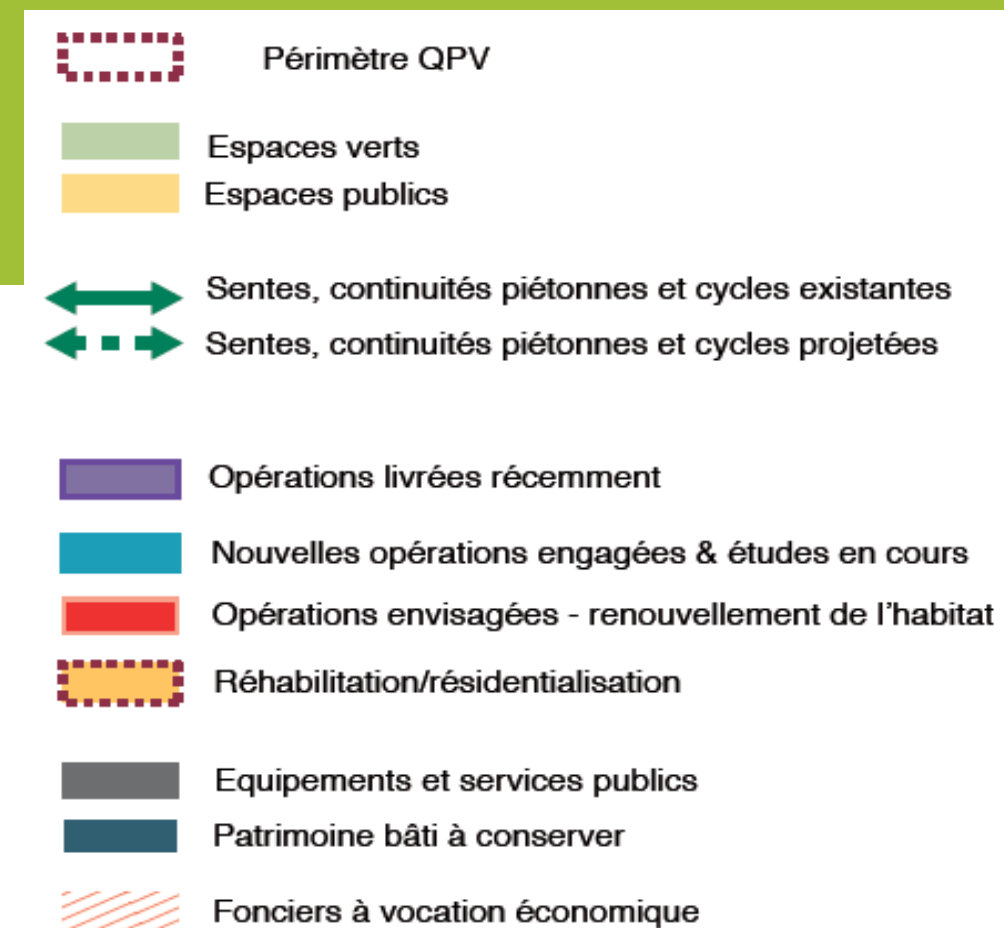 Périmètre QPV
Espaces verts
Espaces publics
Sentes, continuités piétonnes et cycles existantes
Sentes, continuités piétonnes et cycles projetées
Opérations livrées récemment
Nouvelles opérations engagées & études en cours
Opérations envisagées - renouvellement de l'habitat
Réhabilitation/résidentialisation
Equipements et services publics
Patrimoine bâti à conserver
Fonciers à vocation économique